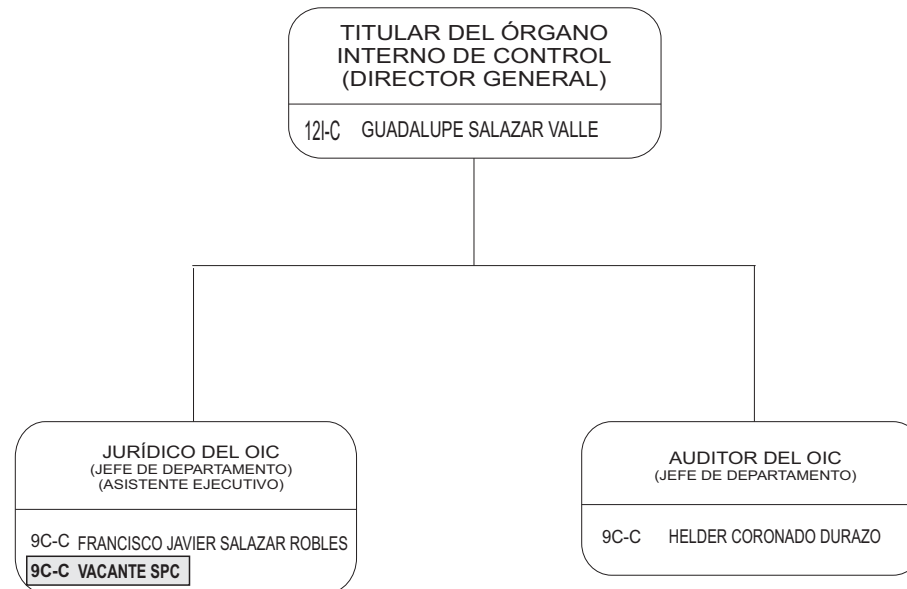 TITULAR DEL ÓRGANO
INTERNO DE CONTROL
(DIRECTOR GENERAL)
12I-C GUADALUPE SALAZAR VALLE
JURÍDICO DEL OIC
(JEFE DE DEPARTAMENTO)
(ASISTENTE EJECUTIVO)
9C-C FRANCISCO JAVIER SALAZAR ROBLES
9C-C VACANTE SPC
AUDITOR DEL OIC
(JEFE DE DEPARTAMENTO)
9C-C HELDER CORONADO DURAZO